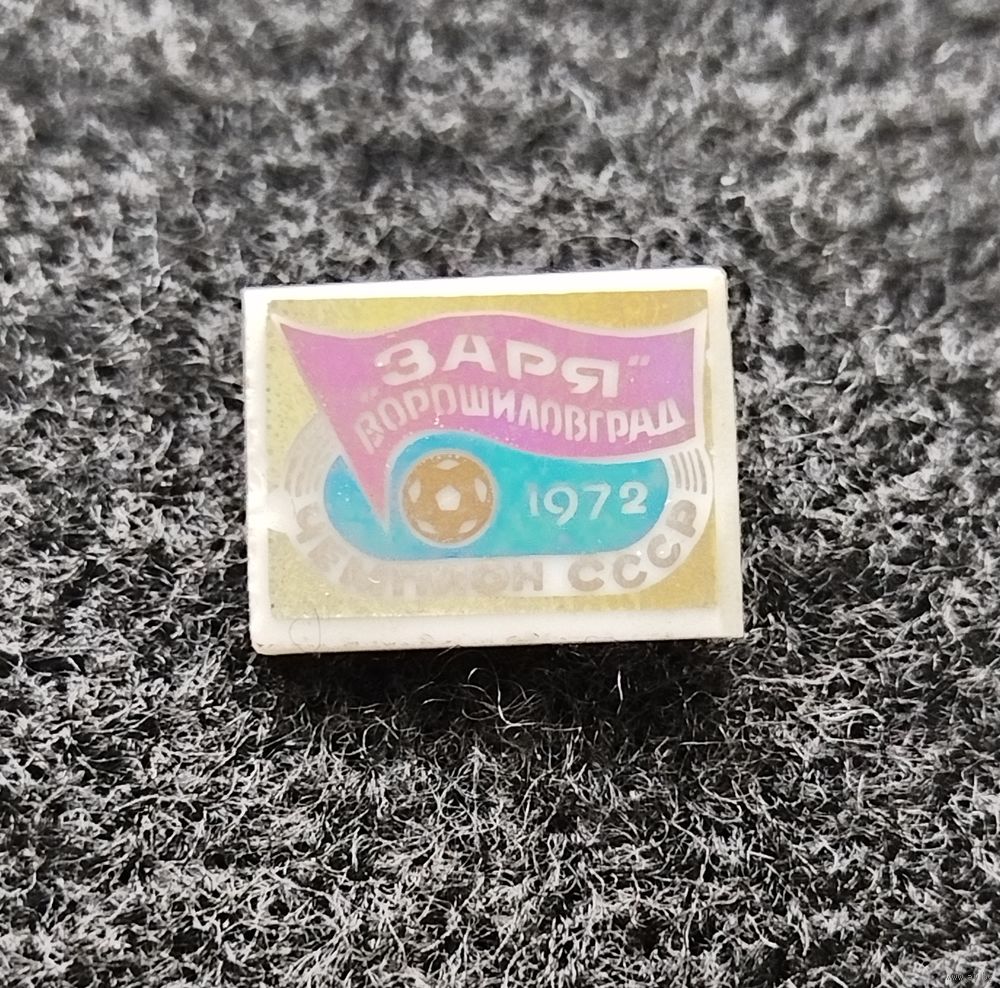 "ЗАРЯ"
ВОРОШИЛОВГРАД
1972
ЧЕМПИОН СССР